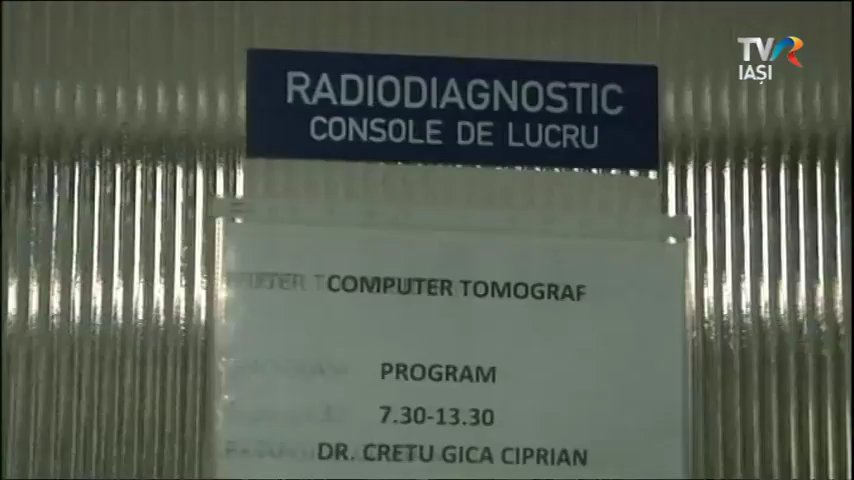 TVR
IAȘI
RADIODIAGNOSTIC
CONSOLE DE LUCRU
COMPUTER TOMOGRAF
PROGRAM
7.30-13.30
DR. CRETU GICA CIPRIAN